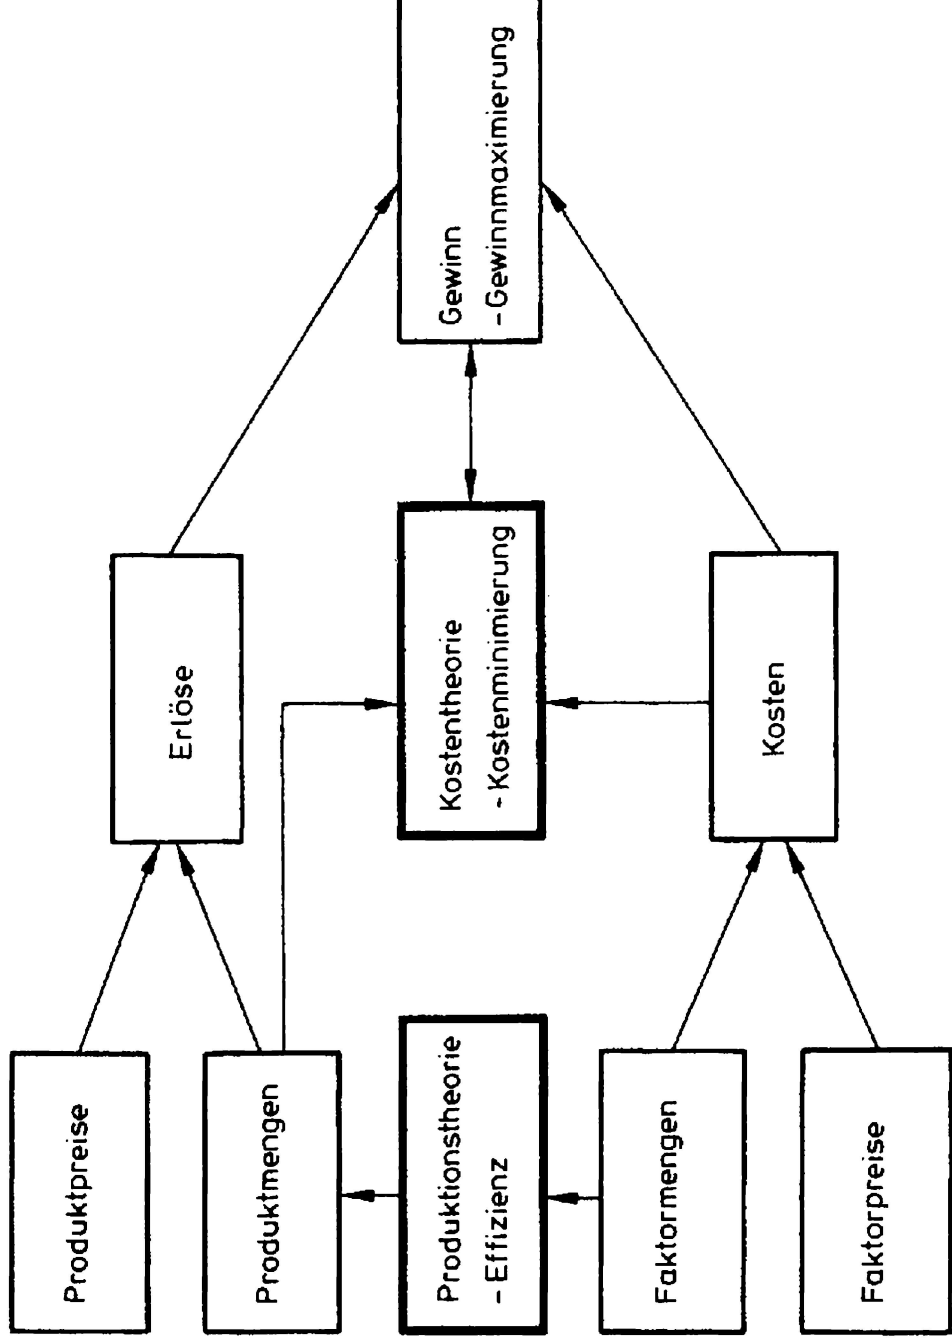 Produktpreise
Produktmengen
Produktionstheorie
- Effizienz
Faktormengen
Faktorpreise
Erlöse
Kostentheorie
- Kostenminimierung
Kosten
Gewinn
- Gewinnmaximierung